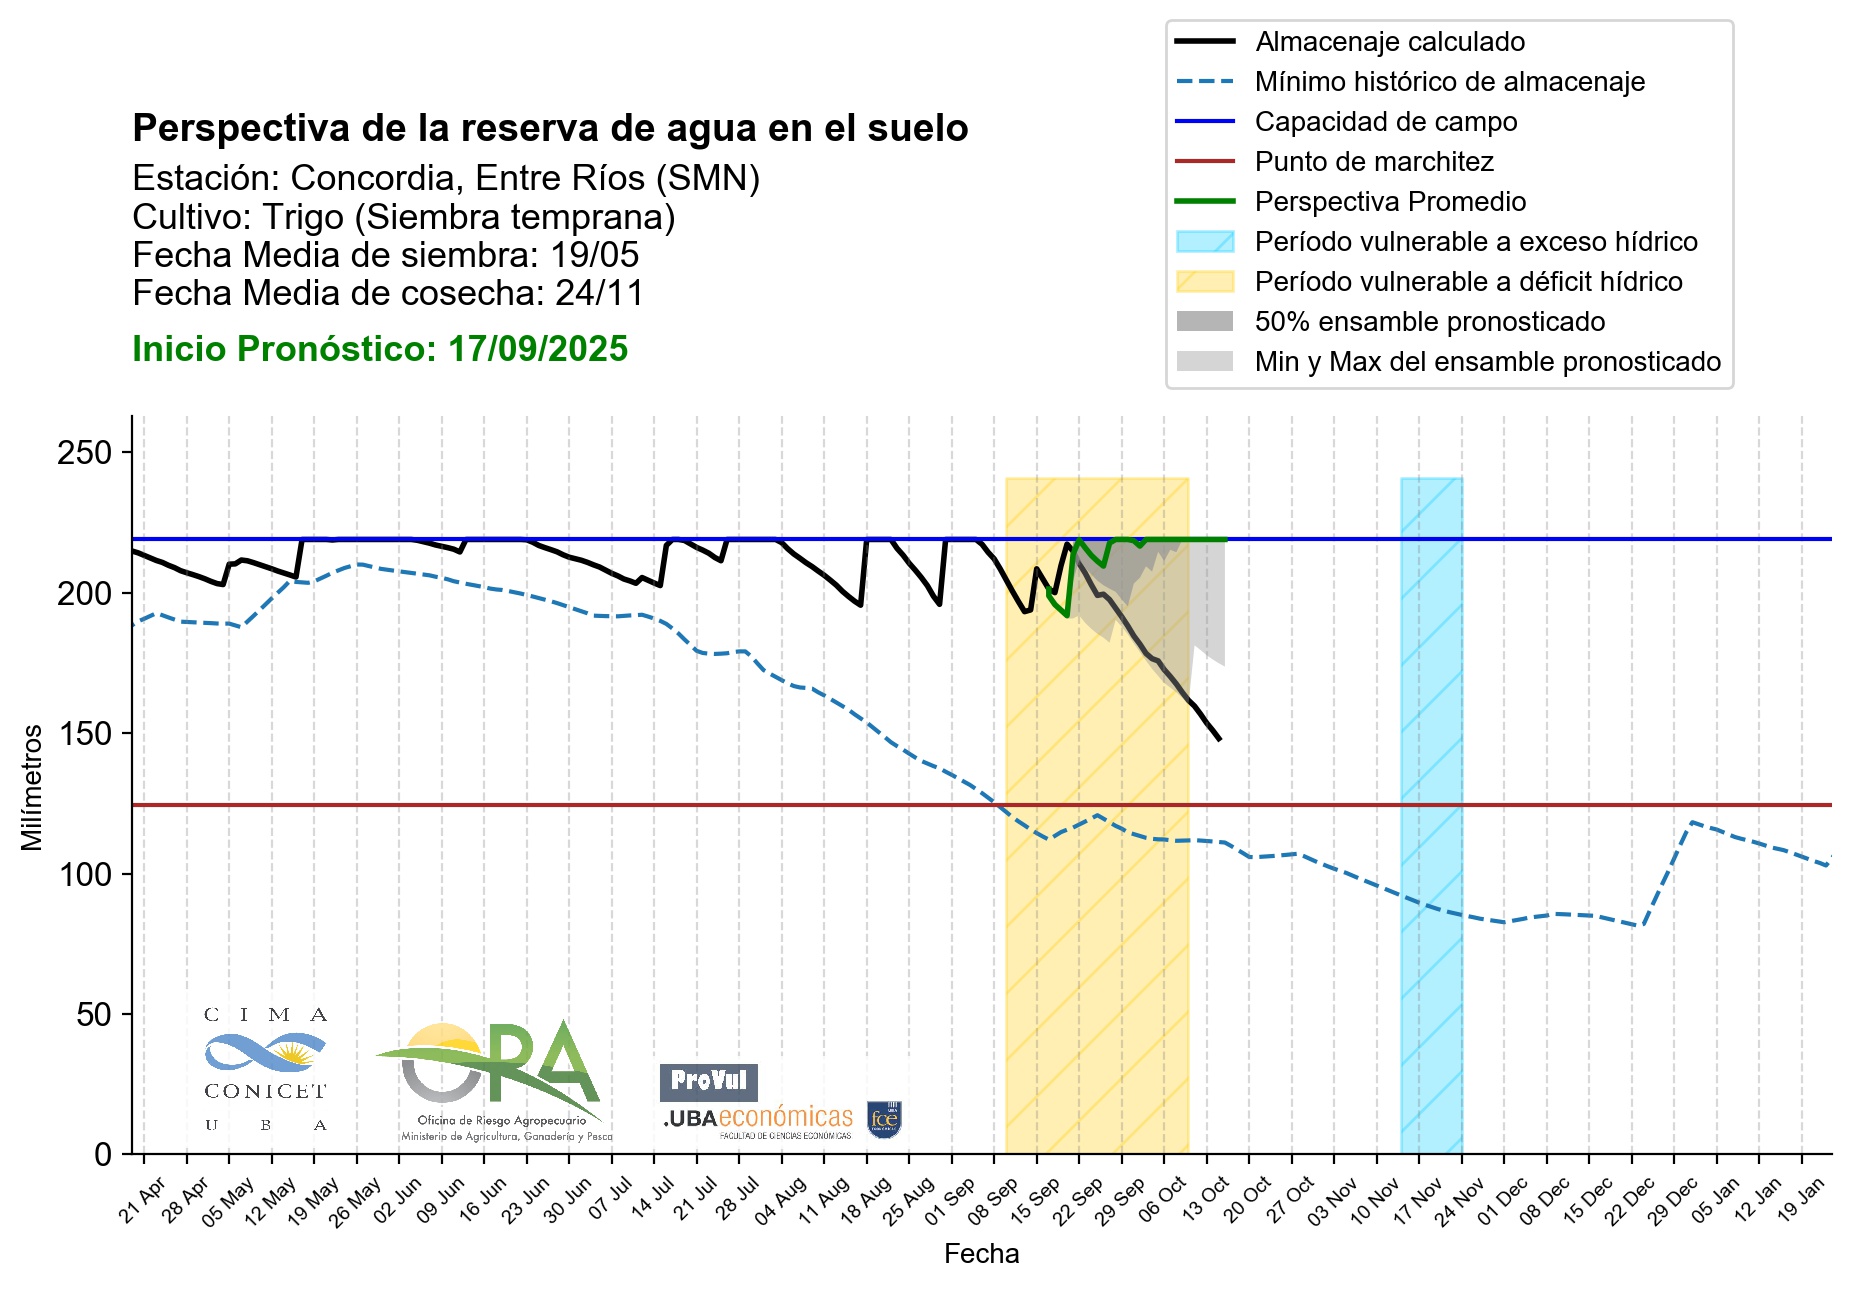 Almacenaje calculado
Mínimo histórico de almacenaje
Capacidad de campo
Punto de marchitez
Perspectiva Promedio
Período vulnerable a exceso hídrico
Período vulnerable a déficit hídrico
50% ensamble pronosticado
Min y Max del ensamble pronosticado
Perspectiva de la reserva de agua en el suelo
Estación: Concordia, Entre Ríos (SMN)
Cultivo: Trigo (Siembra temprana)
Fecha Media de siembra: 19/05
Fecha Media de cosecha: 24/11
Inicio Pronóstico: 17/09/2025
250
200
150
100
50
0
Milímetros
CIMA
CONICET
UBA
ORA
Oficina de Riesgo Agropecuario
Ministerio de Agricultura, Ganadería y Pesca
ProVul
.UBAeconómicas
FACULTAD DE CIENCIAS ECONÓMICAS
UBA
fce
21 Apr
28 Apr
05 May
12 May
19 May
26 May
02 Jun
09 Jun
16 Jun
23 Jun
30 Jun
07 Jul
14 Jul
21 Jul
28 Jul
04 Aug
11 Aug
18 Aug
25 Aug
01 Sep
08 Sep
15 Sep
22 Sep
29 Sep
06 Oct
13 Oct
20 Oct
27 Oct
03 Nov
10 Nov
17 Nov
24 Nov
01 Dec
08 Dec
15 Dec
22 Dec
29 Dec
05 Jan
12 Jan
19 Jan
Fecha